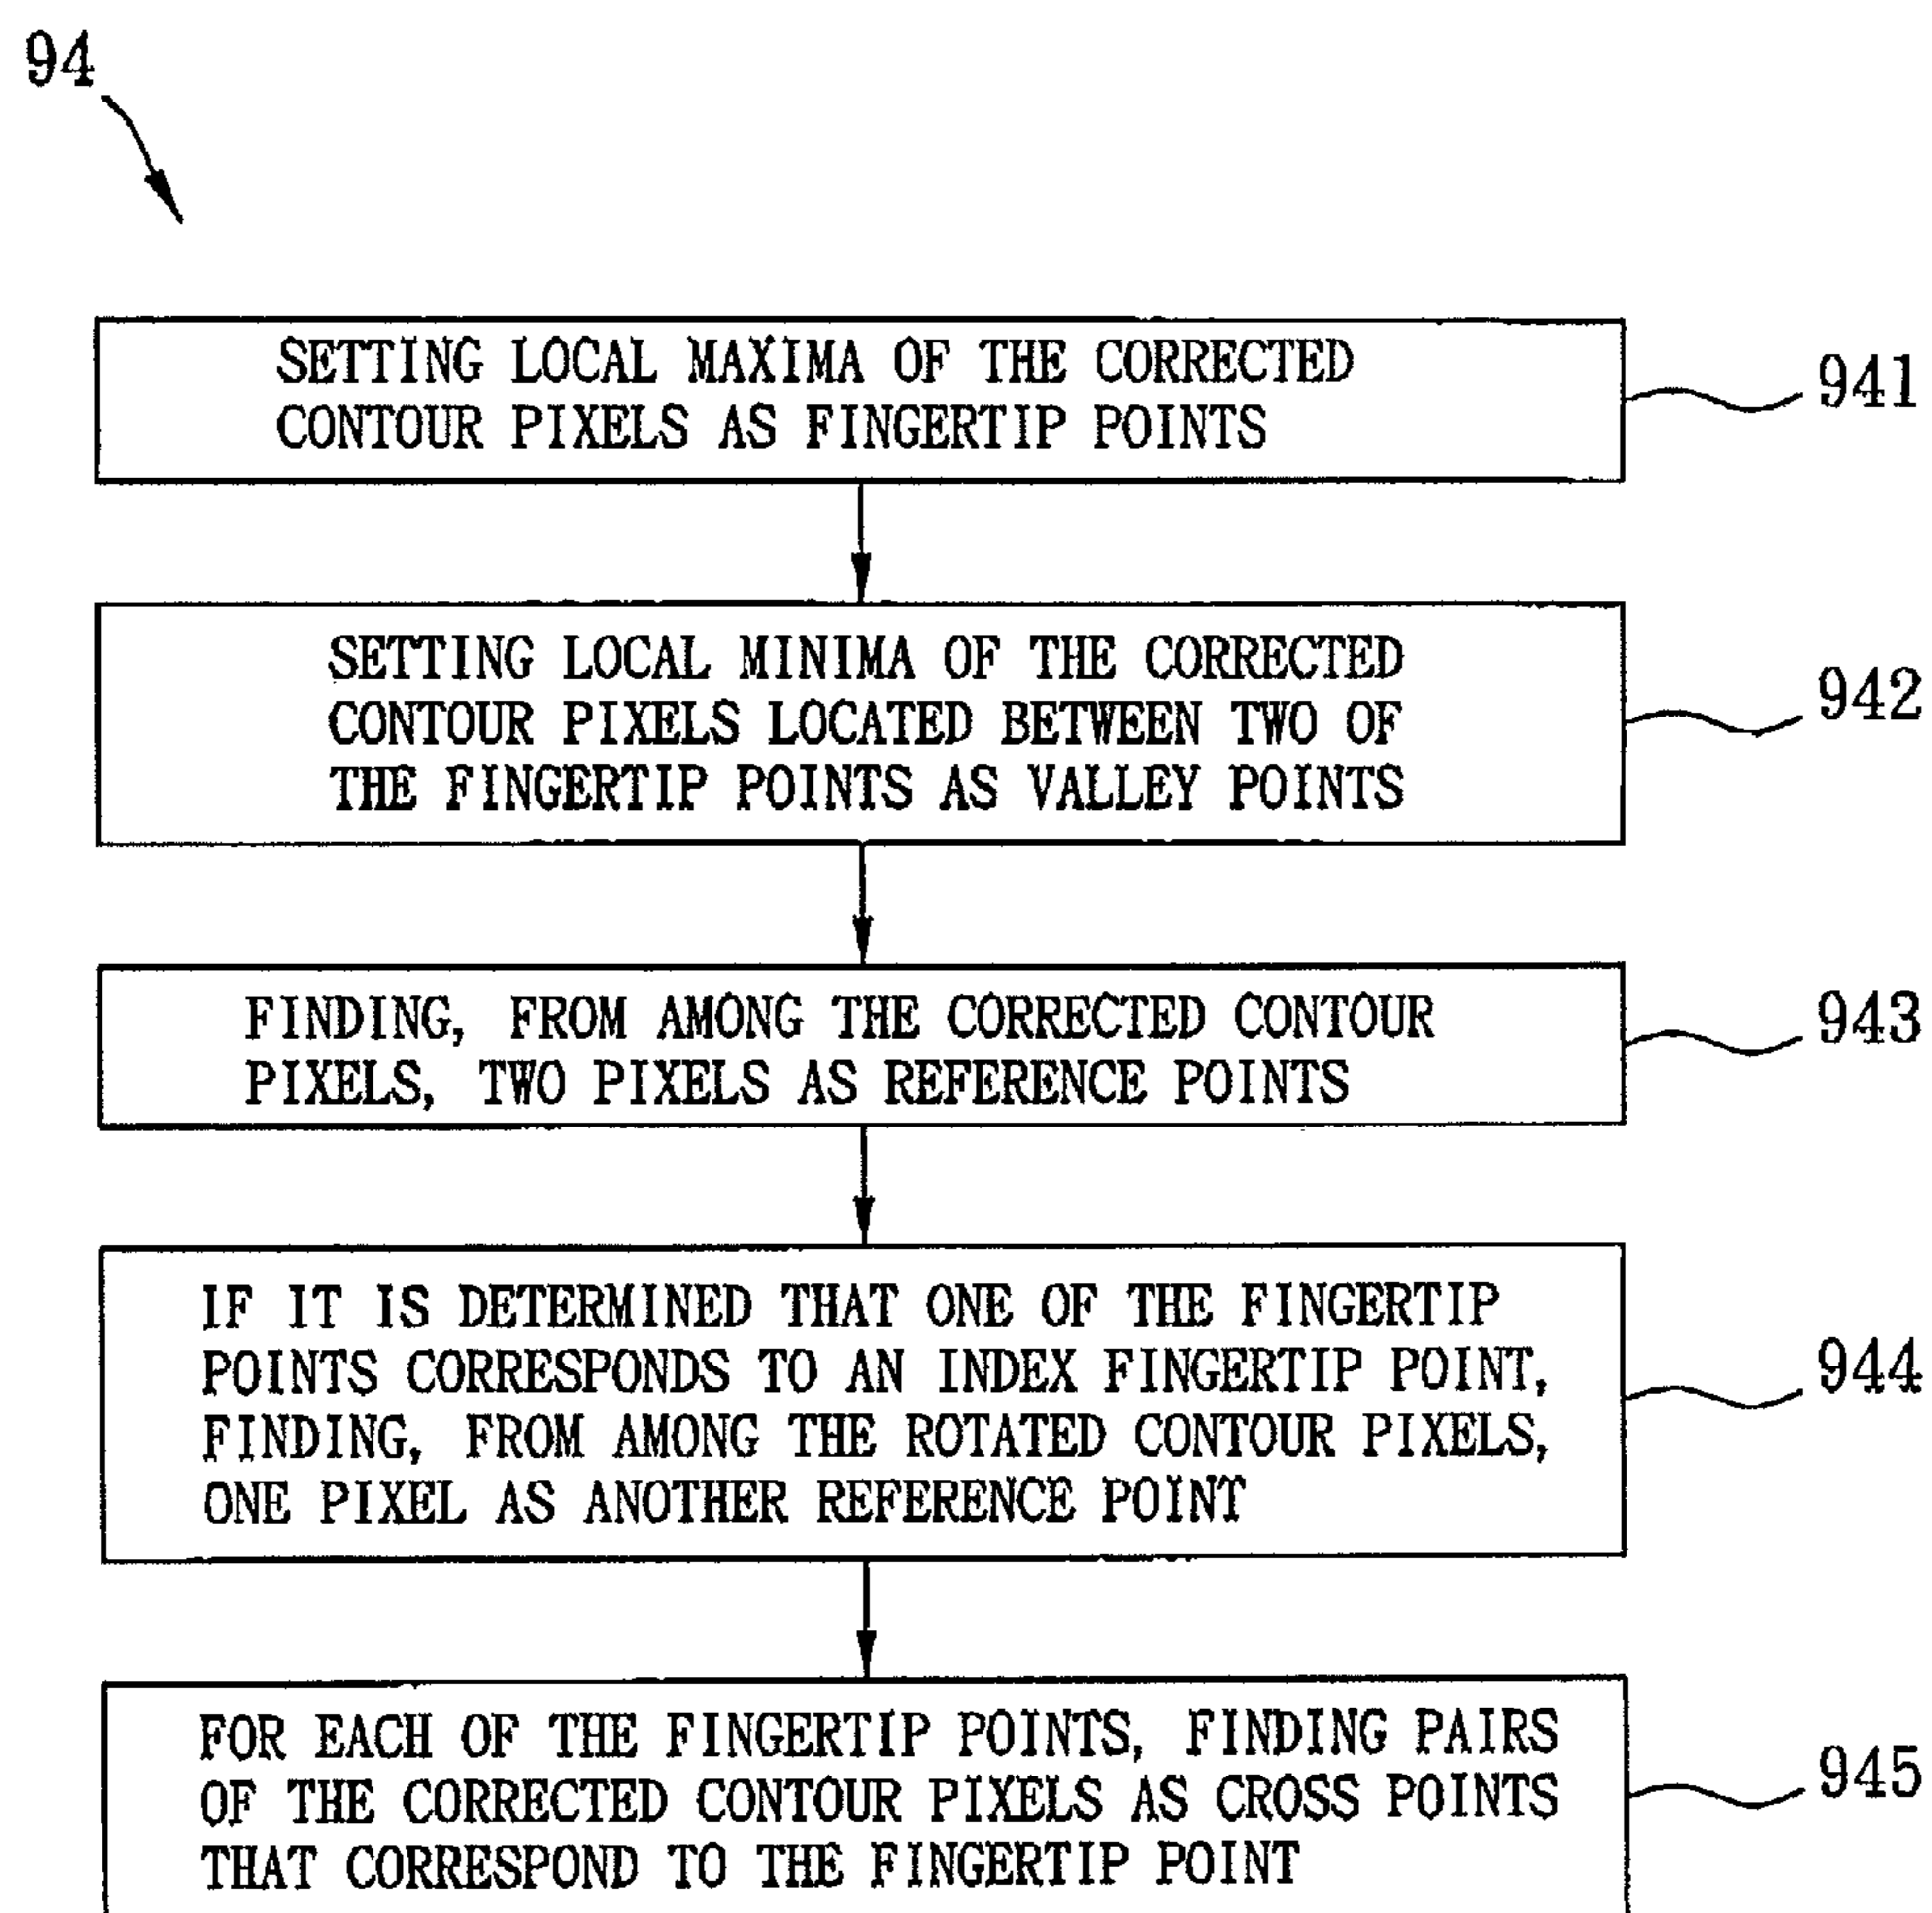 94
SETTING LOCAL MAXIMA OF THE CORRECTED
CONTOUR PIXELS AS FINGERTIP POINTS
941
SETTING LOCAL MINIMA OF THE CORRECTED
CONTOUR PIXELS LOCATED BETWEEN TWO OF
THE FINGERTIP POINTS AS VALLEY POINTS
942
FINDING, FROM AMONG THE CORRECTED CONTOUR
PIXELS, TWO PIXELS AS REFERENCE POINTS
943
IF IT IS DETERMINED THAT ONE OF THE FINGERTIP
POINTS CORRESPONDS TO AN INDEX FINGERTIP POINT,
FINDING, FROM AMONG THE ROTATED CONTOUR PIXELS,
ONE PIXEL AS ANOTHER REFERENCE POINT
944
FOR EACH OF THE FINGERTIP POINTS, FINDING PAIRS
OF THE CORRECTED CONTOUR PIXELS AS CROSS POINTS
THAT CORRESPOND TO THE FINGERTIP POINT
945